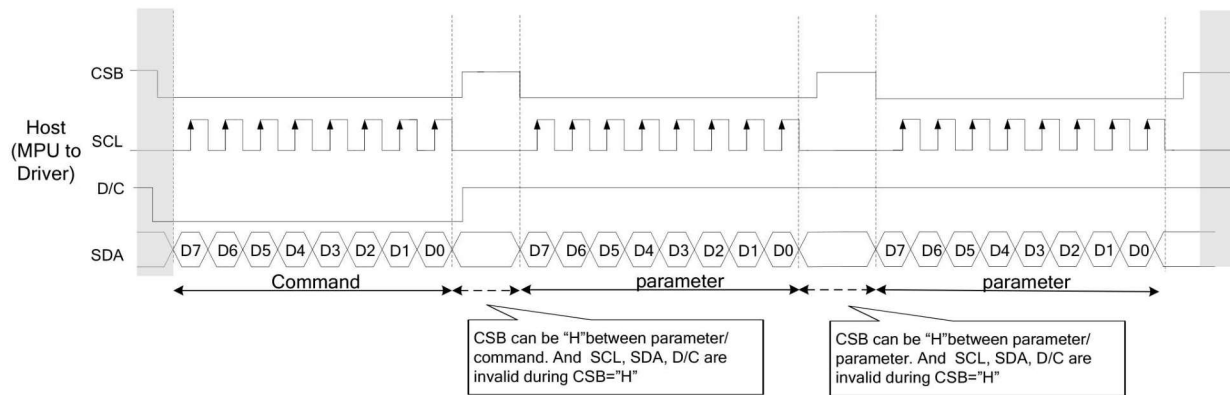 CSB
Host
(MPU to
Driver)
SCL
D/C
SDA
D7 D6 D5 D4 D3 D2 D1 D0
D7 D6 D5 D4 D3 D2 D1 D0
D7 D6 D5 D4 D3 D2 D1 D0
Command
parameter
parameter
CSB can be “H”between parameter/
command. And SCL, SDA, D/C are
invalid during CSB=”H”
CSB can be “H”between parameter/
parameter. And SCL, SDA, D/C are
invalid during CSB=”H”